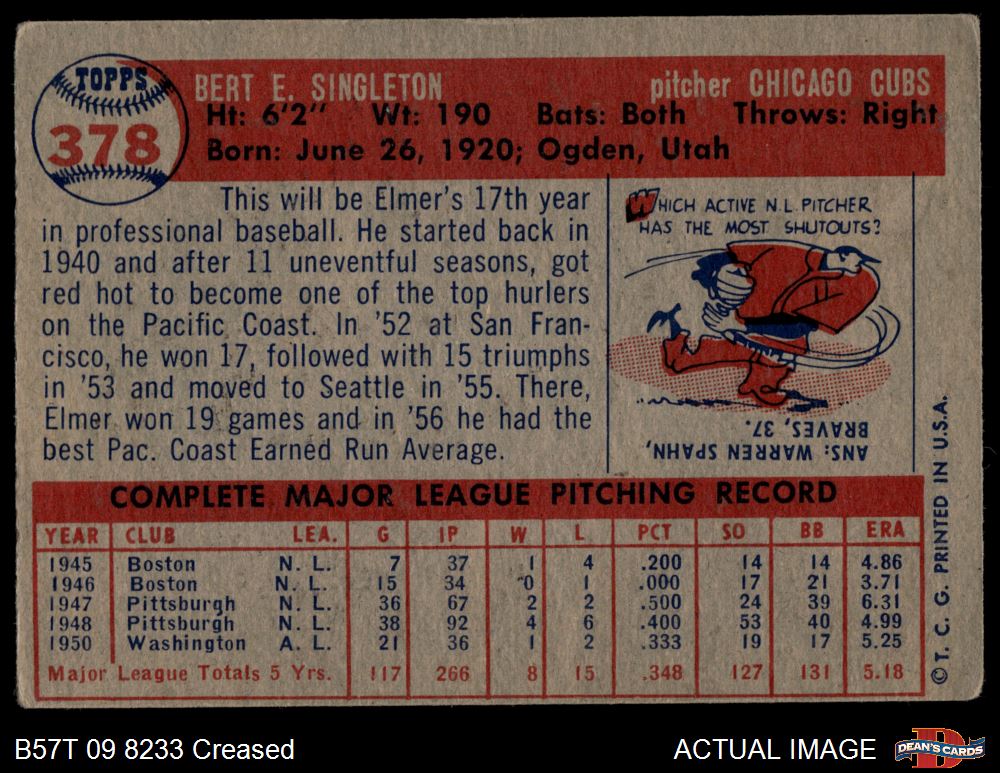 TOPPS
378
BERT E. SINGLETON pitcher CHICAGO CUBS
Ht: 6'2" Wt: 190 Bats: Both Throws: Right
Born: June 26, 1920; Ogden, Utah
This will be Elmer's 17th year
in professional baseball. He started back in
1940 and after 11 uneventful seasons, got
red hot to become one of the top hurlers
on the Pacific Coast. In '52 at San Fran-
cisco, he won 17, followed with 15 triumphs
in '53 and moved to Seattle in '55. There,
Elmer won 19 games and in '56 he had the
best Pac. Coast Earned Run Average.
WHICH ACTIVE N.L. PITCHER
HAS THE MOST SHUTOUTS?
ANS: WARREN SPAHN,
BRAVES, 37.
COMPLETE MAJOR LEAGUE PITCHING RECORD
YEAR CLUB LEA. G IP W L PCT SO BB ERA
1945 Boston N. L. 7 37 1 4 .200 14 14 4.86
1946 Boston N. L. 15 34 0 1 .000 17 21 3.71
1947 Pittsburgh N. L. 36 67 2 2 .500 24 39 6.31
1948 Pittsburgh N. L. 38 92 4 6 .400 53 40 4.99
1950 Washington A. L. 21 36 1 2 .333 19 17 5.25
Major League Totals 5 Yrs. 117 266 8 15 .348 127 131 5.18
© T. C. G. PRINTED IN U.S.A.
B57T 09 8233 Creased
ACTUAL IMAGE
DEAN'S CARDS